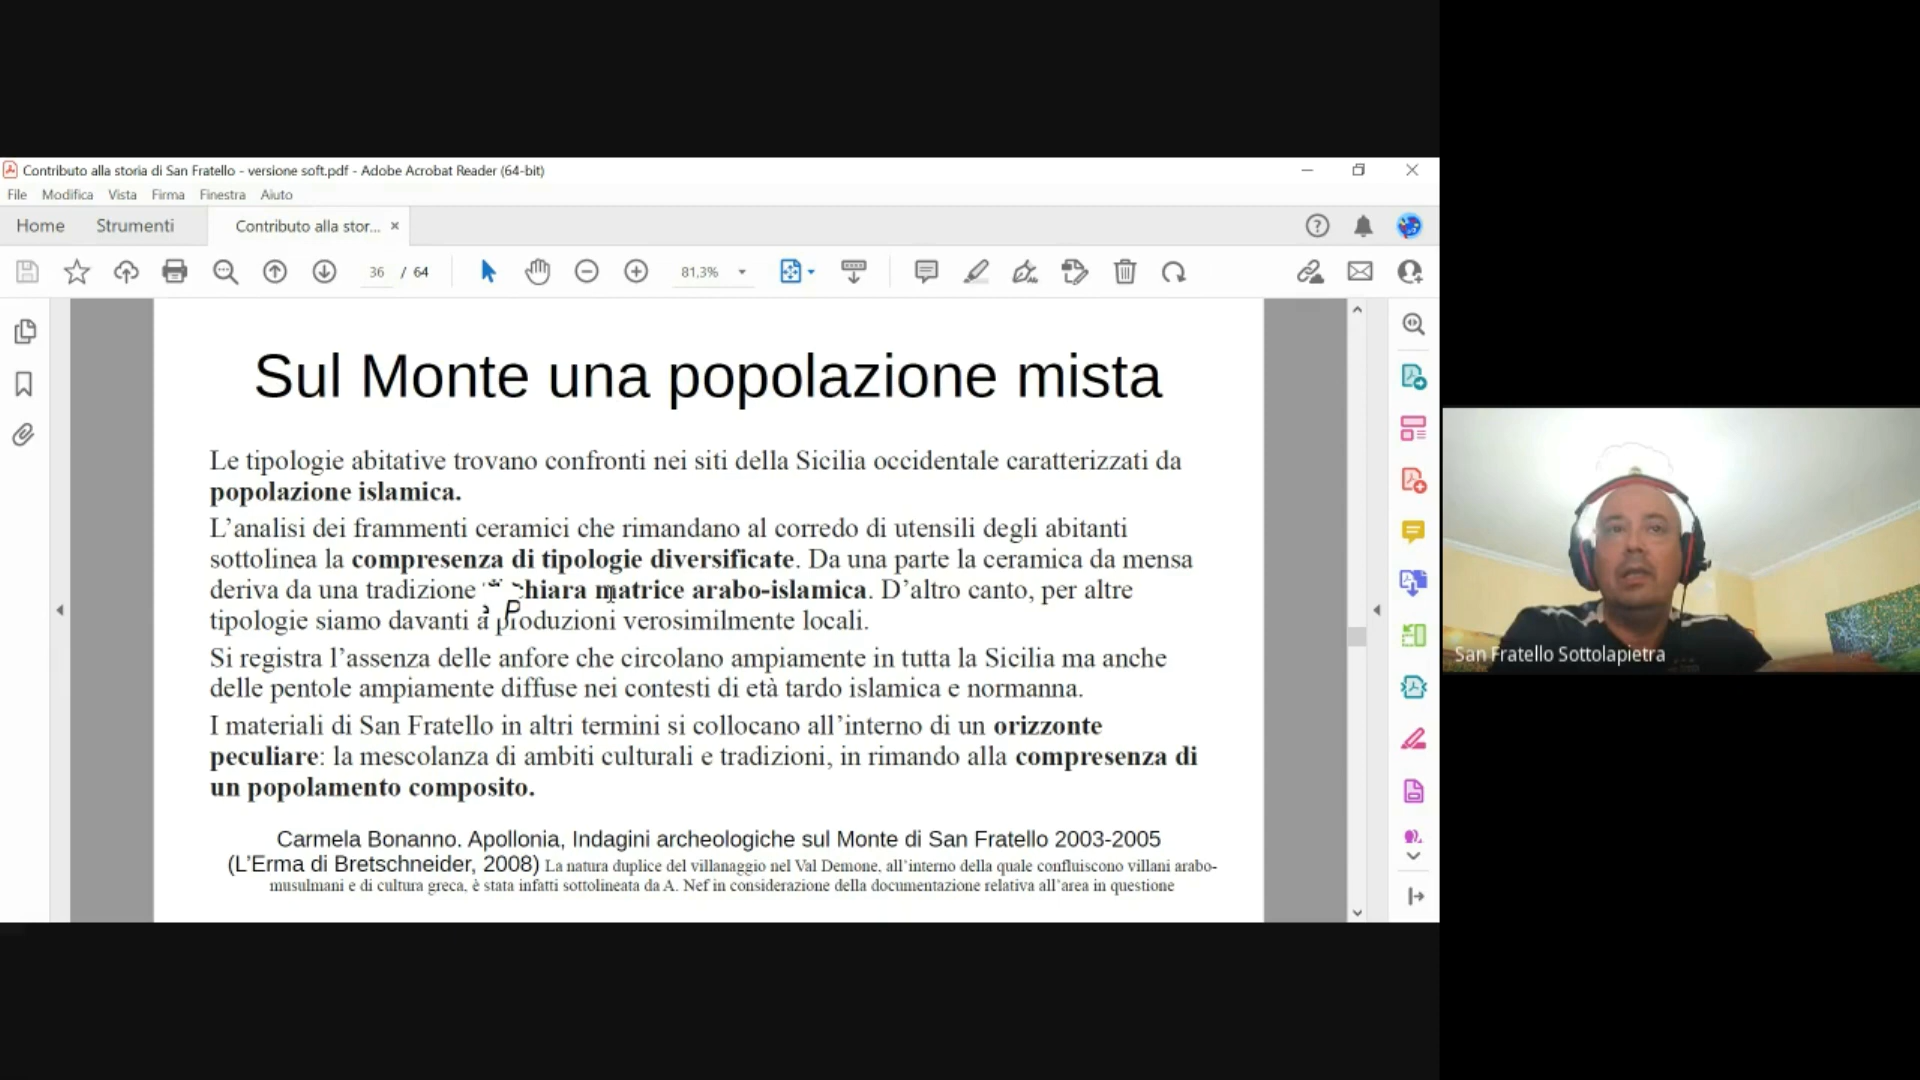 Contributo alla storia di San Fratello - versione soft.pdf - Adobe Acrobat Reader (64-bit)
File Modifica Vista Firma Finestra Aiuto
Home Strumenti Contributo alla stor...
36 / 64 81,3%
Sul Monte una popolazione mista
Le tipologie abitative trovano confronti nei siti della Sicilia occidentale caratterizzati da
popolazione islamica.
L’analisi dei frammenti ceramici che rimandano al corredo di utensili degli abitanti
sottolinea la compresenza di tipologie diversificate. Da una parte la ceramica da mensa
deriva da una tradizione chiara matrice arabo-islamica. D’altro canto, per altre
tipologie siamo davanti a produzioni verosimilmente locali.
Si registra l’assenza delle anfore che circolano ampiamente in tutta la Sicilia ma anche
delle pentole ampiamente diffuse nei contesti di età tardo islamica e normanna.
I materiali di San Fratello in altri termini si collocano all’interno di un orizzonte
peculiare: la mescolanza di ambiti culturali e tradizioni, in rimando alla compresenza di
un popolamento composito.
Carmela Bonanno. Apollonia, Indagini archeologiche sul Monte di San Fratello 2003-2005
(L’Erma di Bretschneider, 2008) La natura duplice del villanaggio nel Val Demone, all’interno della quale confluiscono villani arabo-
musulmani e di cultura greca, è stata infatti sottolineata da A. Nef in considerazione della documentazione relativa all’area in questione
San Fratello Sottolapietra